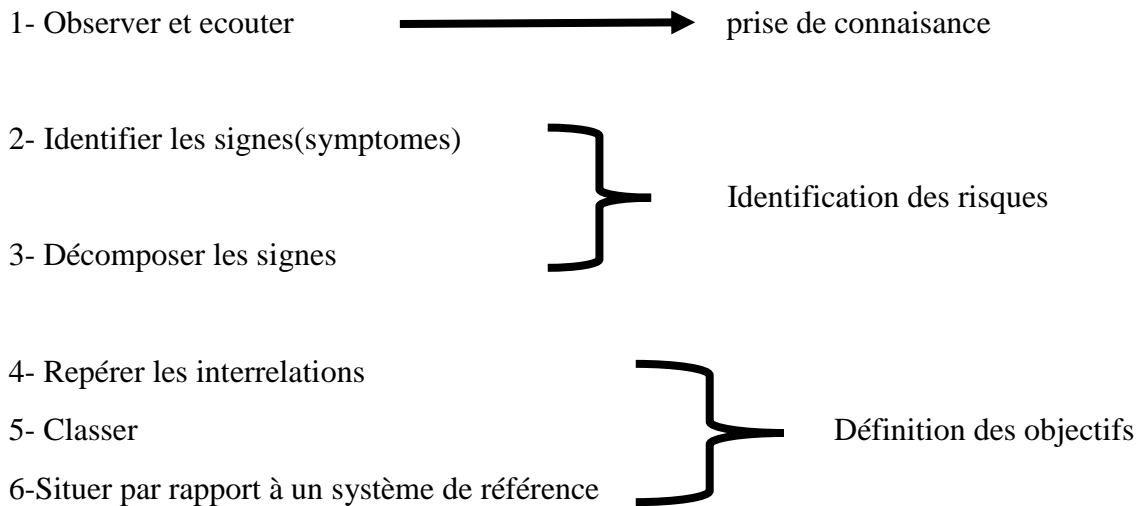 1- Observer et ecouter prise de connaisance
2- Identifier les signes(symptomes)
Identification des risques
3- Décomposer les signes
4- Repérer les interrelations
5- Classer Définition des objectifs
6-Situer par rapport à un système de référence